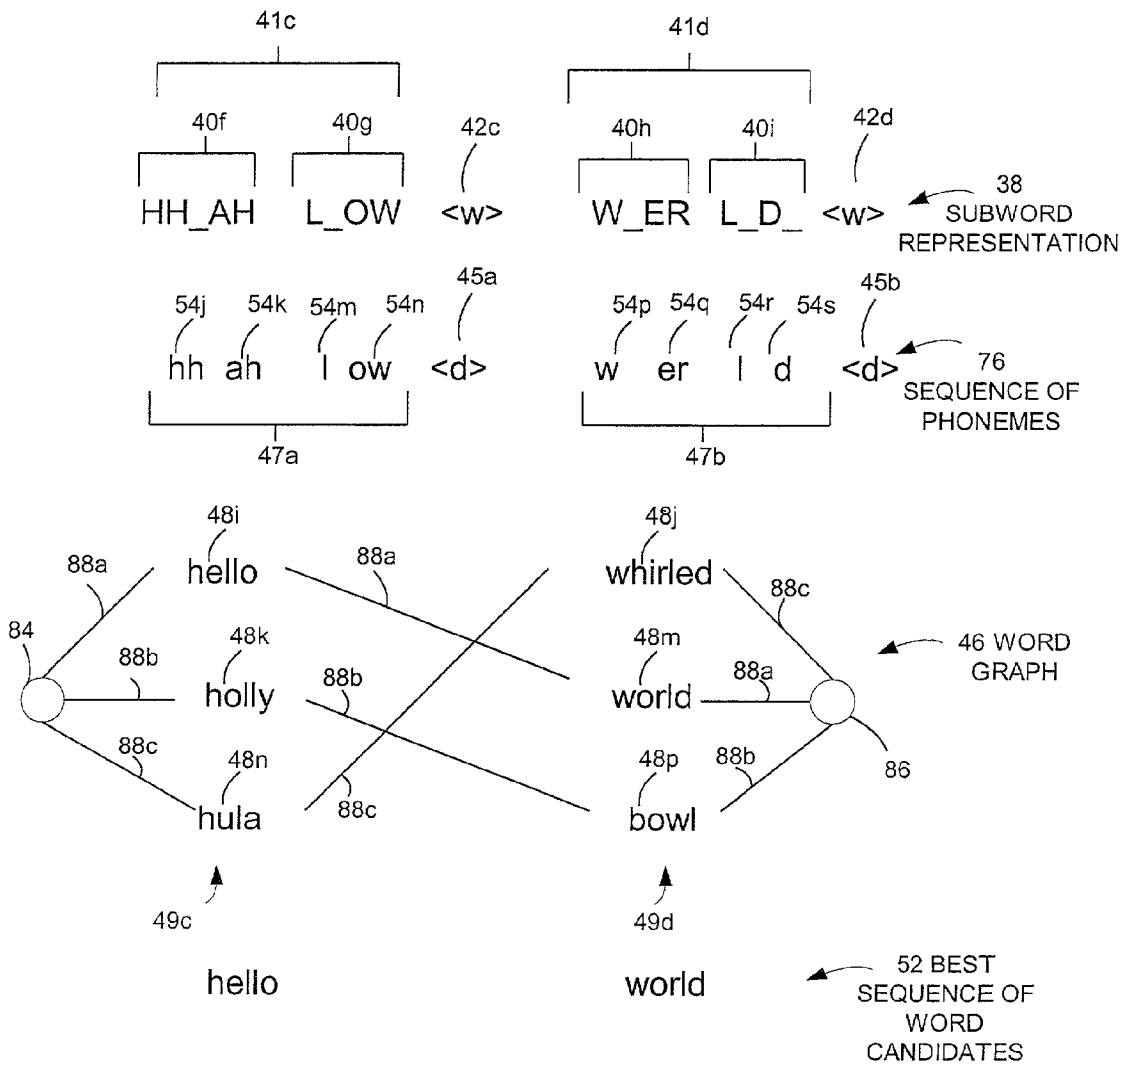 41c 41d
40f 40g 42c 40h 40i 42d
HH_AH L_OW <w> W_ER L_D_ <w> 38
SUBWORD
REPRESENTATION
54j 54k 54m 54n 45a 54p 54q 54r 54s 45b
hh ah l ow <d> w er l d <d> 76
SEQUENCE OF
PHONEMES
47a 47b
48i 48j
88a hello 88a whirled 88c
84 88b 48k 88b 48m 88a 46 WORD
GRAPH
holly world
88c 48n 88c 48p 88b 86
hula bowl
49c 49d
hello world 52 BEST
SEQUENCE OF
WORD
CANDIDATES